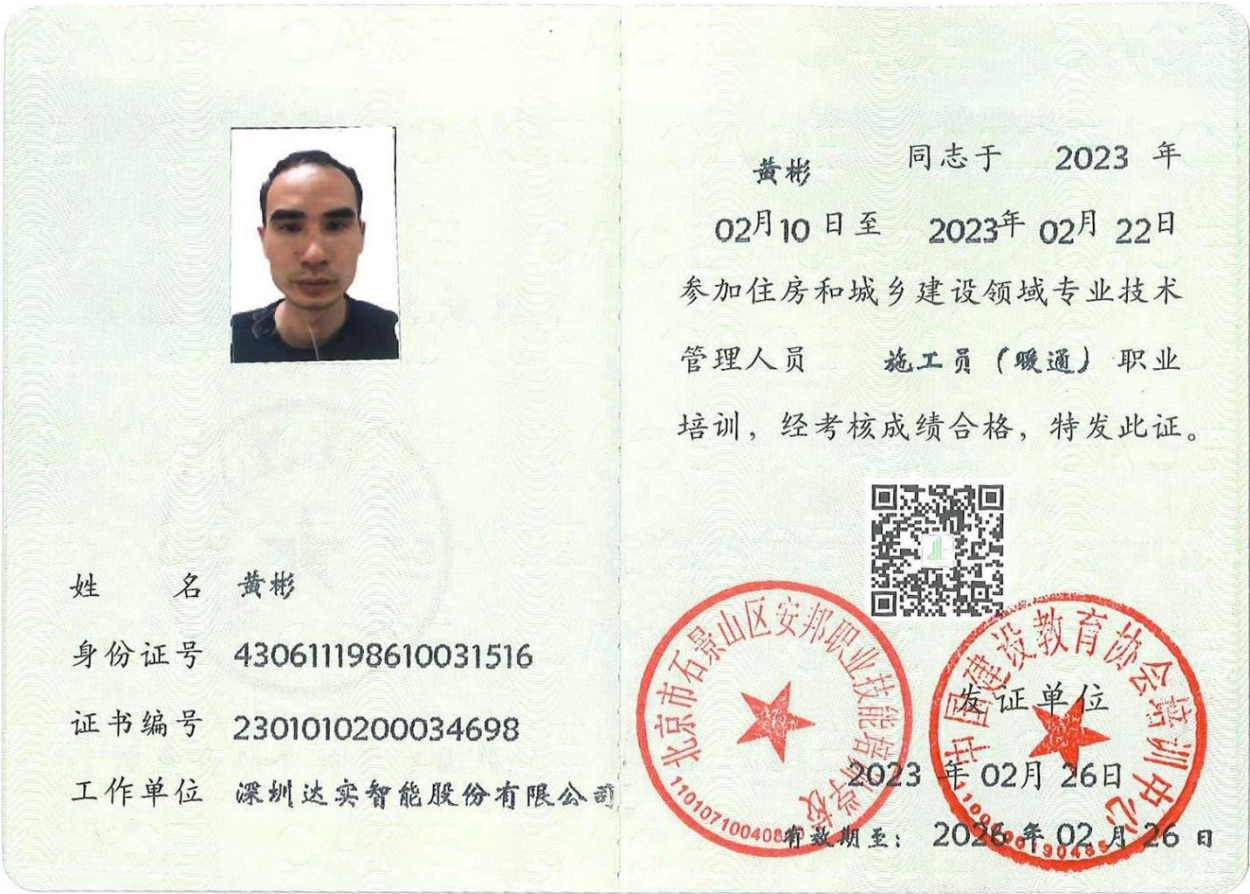 姓 名 黄彬
身份证号 430611198610031516
证书编号 2301010200034698
工作单位 深圳达实智能股份有限公司
黄彬 同志于 2023 年
02月10 日至 2023年 02月 22日
参加住房和城乡建设领域专业技术
管理人员 施工员（暖通）职业
培训，经考核成绩合格，特发此证。
北京市石景山区安邦职业技能培训学校
中国建设教育协会培训中心
发证单位
2023 年 02月 26日
有效期至： 2026 年 02 月 26 日